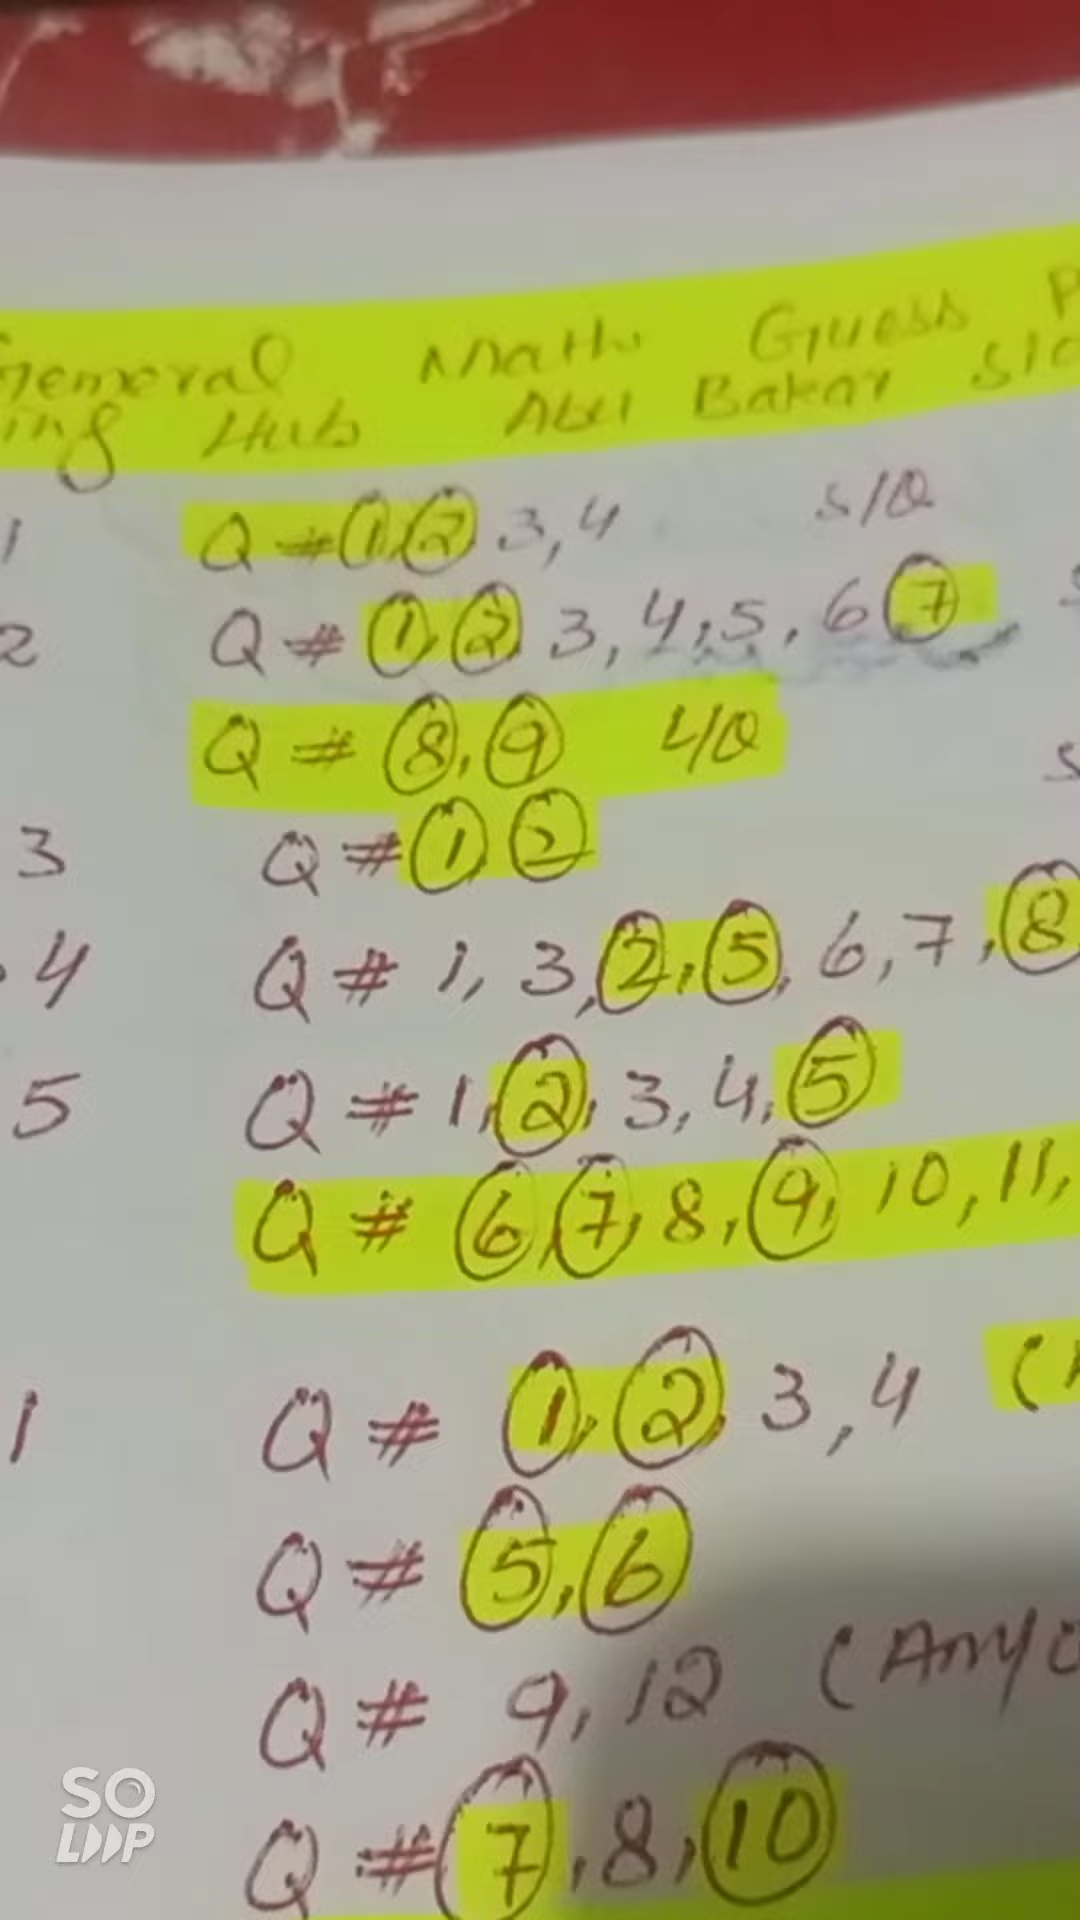 General Maths Guess P
ing Hub Abu Bakar
1 Q # 1, 2, 3, 4 S/Q
2 Q # 1, 2, 3, 4, 5, 6 7
Q # 8, 9 L/Q
3 Q # 1, 2
4 Q # 1, 3, 2, 5, 6, 7, 8
5 Q # 1, 2, 3, 4, 5
Q # 6, 7, 8, 9, 10, 11,
1 Q # 1, 2, 3, 4 (
Q # 5, 6
Q # 9, 12 (Any
Q # 7, 8, 10
SO
LOOP